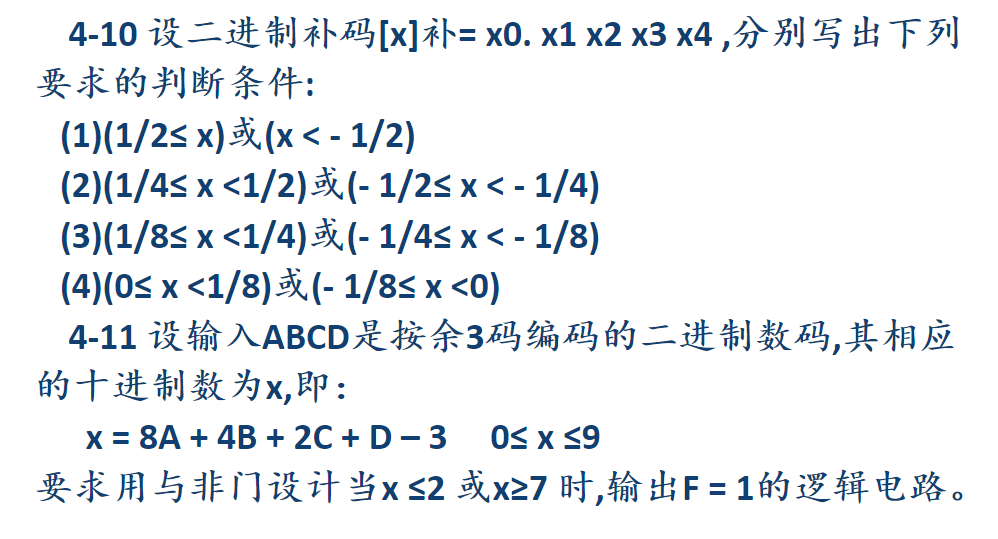 4-10 设二进制补码[x]补= x0. x1 x2 x3 x4 ,分别写出下列
要求的判断条件:
(1)(1/2≤ x)或(x < - 1/2)
(2)(1/4≤ x <1/2)或(- 1/2≤ x < - 1/4)
(3)(1/8≤ x <1/4)或(- 1/4≤ x < - 1/8)
(4)(0≤ x <1/8)或(- 1/8≤ x <0)
4-11 设输入ABCD是按余3码编码的二进制数码,其相应
的十进制数为x,即：
x = 8A + 4B + 2C + D – 3 0≤ x ≤9
要求用与非门设计当x ≤2 或x≥7 时,输出F = 1的逻辑电路。